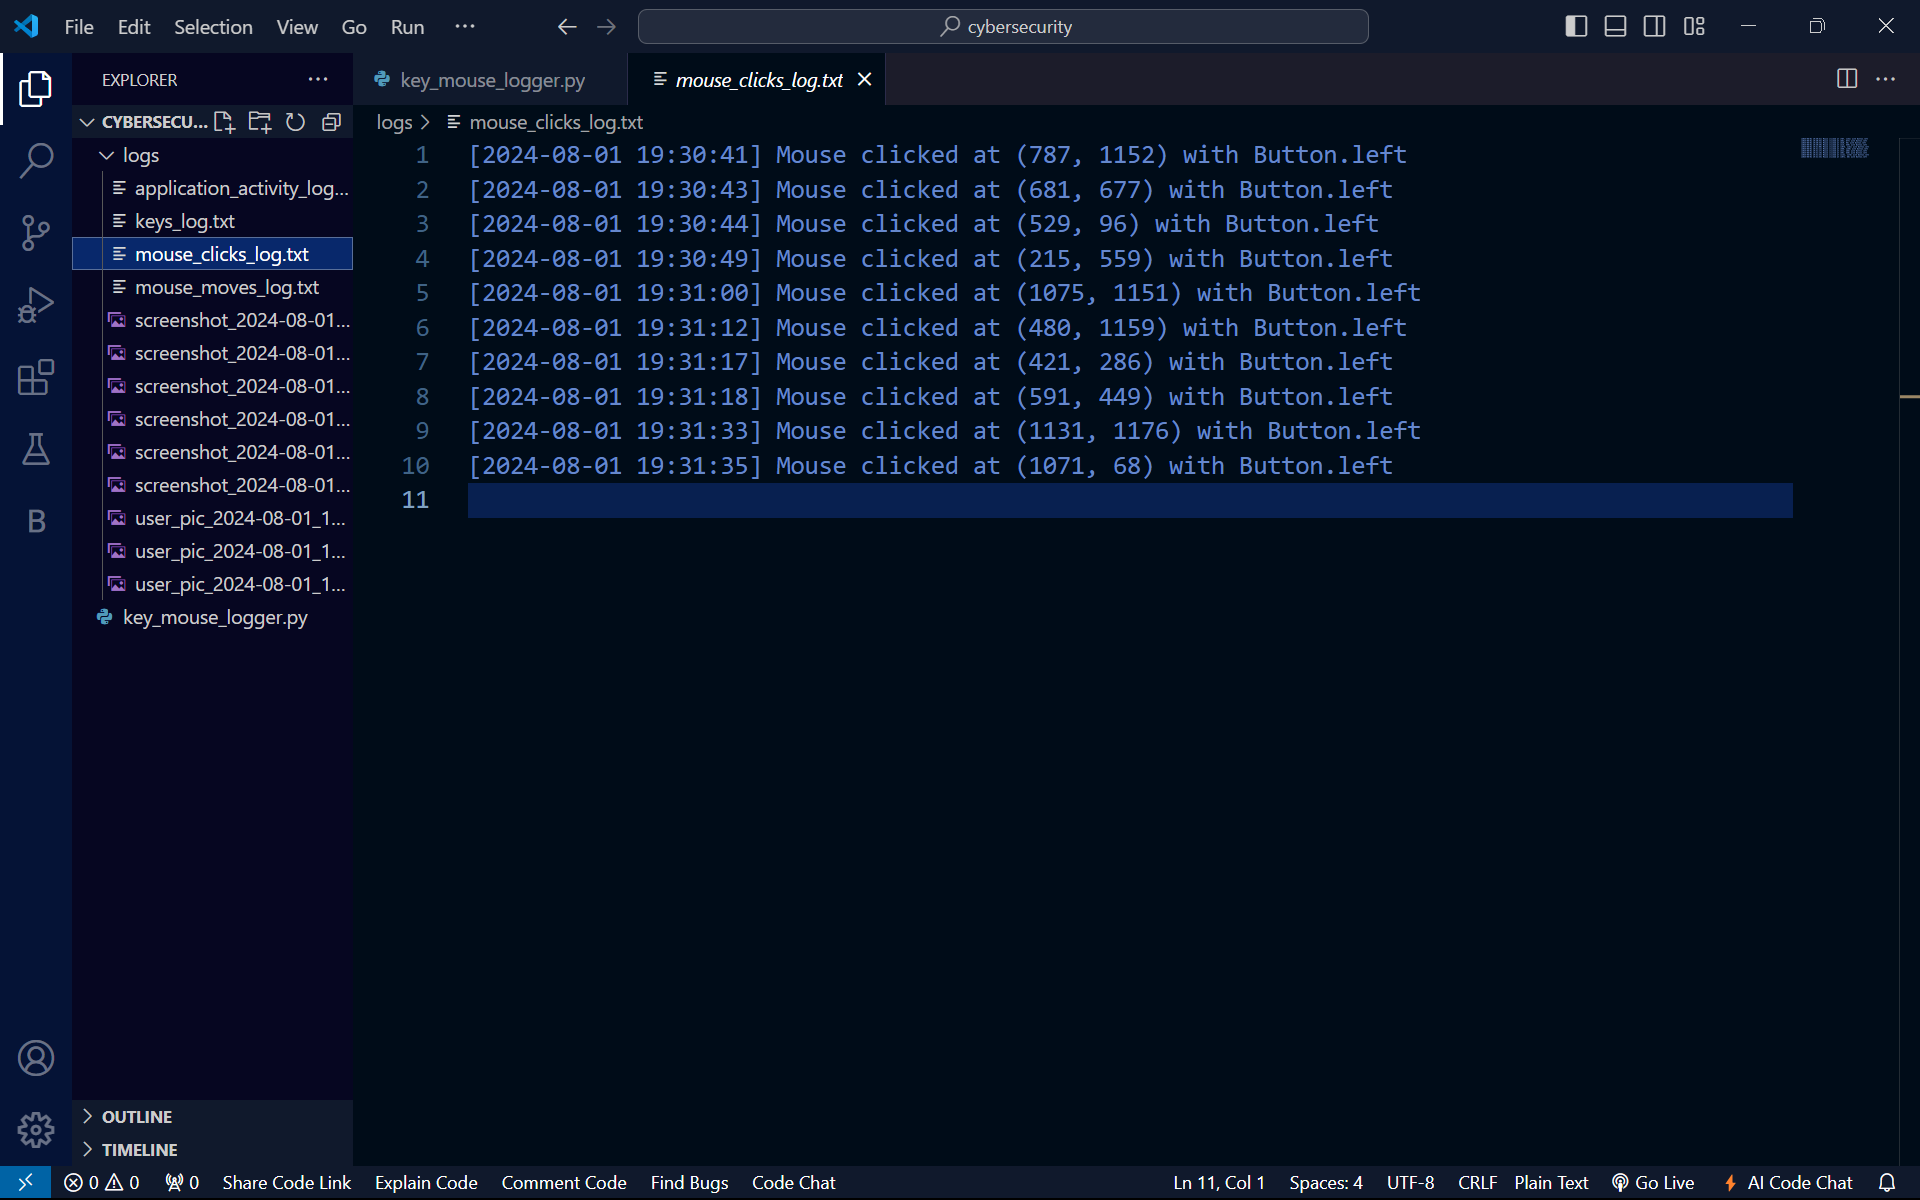 File Edit Selection View Go Run ···
cybersecurity
EXPLORER ···
key_mouse_logger.py
mouse_clicks_log.txt
CYBERSECU...
logs > mouse_clicks_log.txt
logs
application_activity_log...
keys_log.txt
mouse_clicks_log.txt
mouse_moves_log.txt
screenshot_2024-08-01...
screenshot_2024-08-01...
screenshot_2024-08-01...
screenshot_2024-08-01...
screenshot_2024-08-01...
screenshot_2024-08-01...
user_pic_2024-08-01_1...
user_pic_2024-08-01_1...
user_pic_2024-08-01_1...
key_mouse_logger.py
B
1 [2024-08-01 19:30:41] Mouse clicked at (787, 1152) with Button.left
2 [2024-08-01 19:30:43] Mouse clicked at (681, 677) with Button.left
3 [2024-08-01 19:30:44] Mouse clicked at (529, 96) with Button.left
4 [2024-08-01 19:30:49] Mouse clicked at (215, 559) with Button.left
5 [2024-08-01 19:31:00] Mouse clicked at (1075, 1151) with Button.left
6 [2024-08-01 19:31:12] Mouse clicked at (480, 1159) with Button.left
7 [2024-08-01 19:31:17] Mouse clicked at (421, 286) with Button.left
8 [2024-08-01 19:31:18] Mouse clicked at (591, 449) with Button.left
9 [2024-08-01 19:31:33] Mouse clicked at (1131, 1176) with Button.left
10 [2024-08-01 19:31:35] Mouse clicked at (1071, 68) with Button.left
11
OUTLINE
TIMELINE
0 0 0 Share Code Link Explain Code Comment Code Find Bugs Code Chat Ln 11, Col 1 Spaces: 4 UTF-8 CRLF Plain Text Go Live AI Code Chat